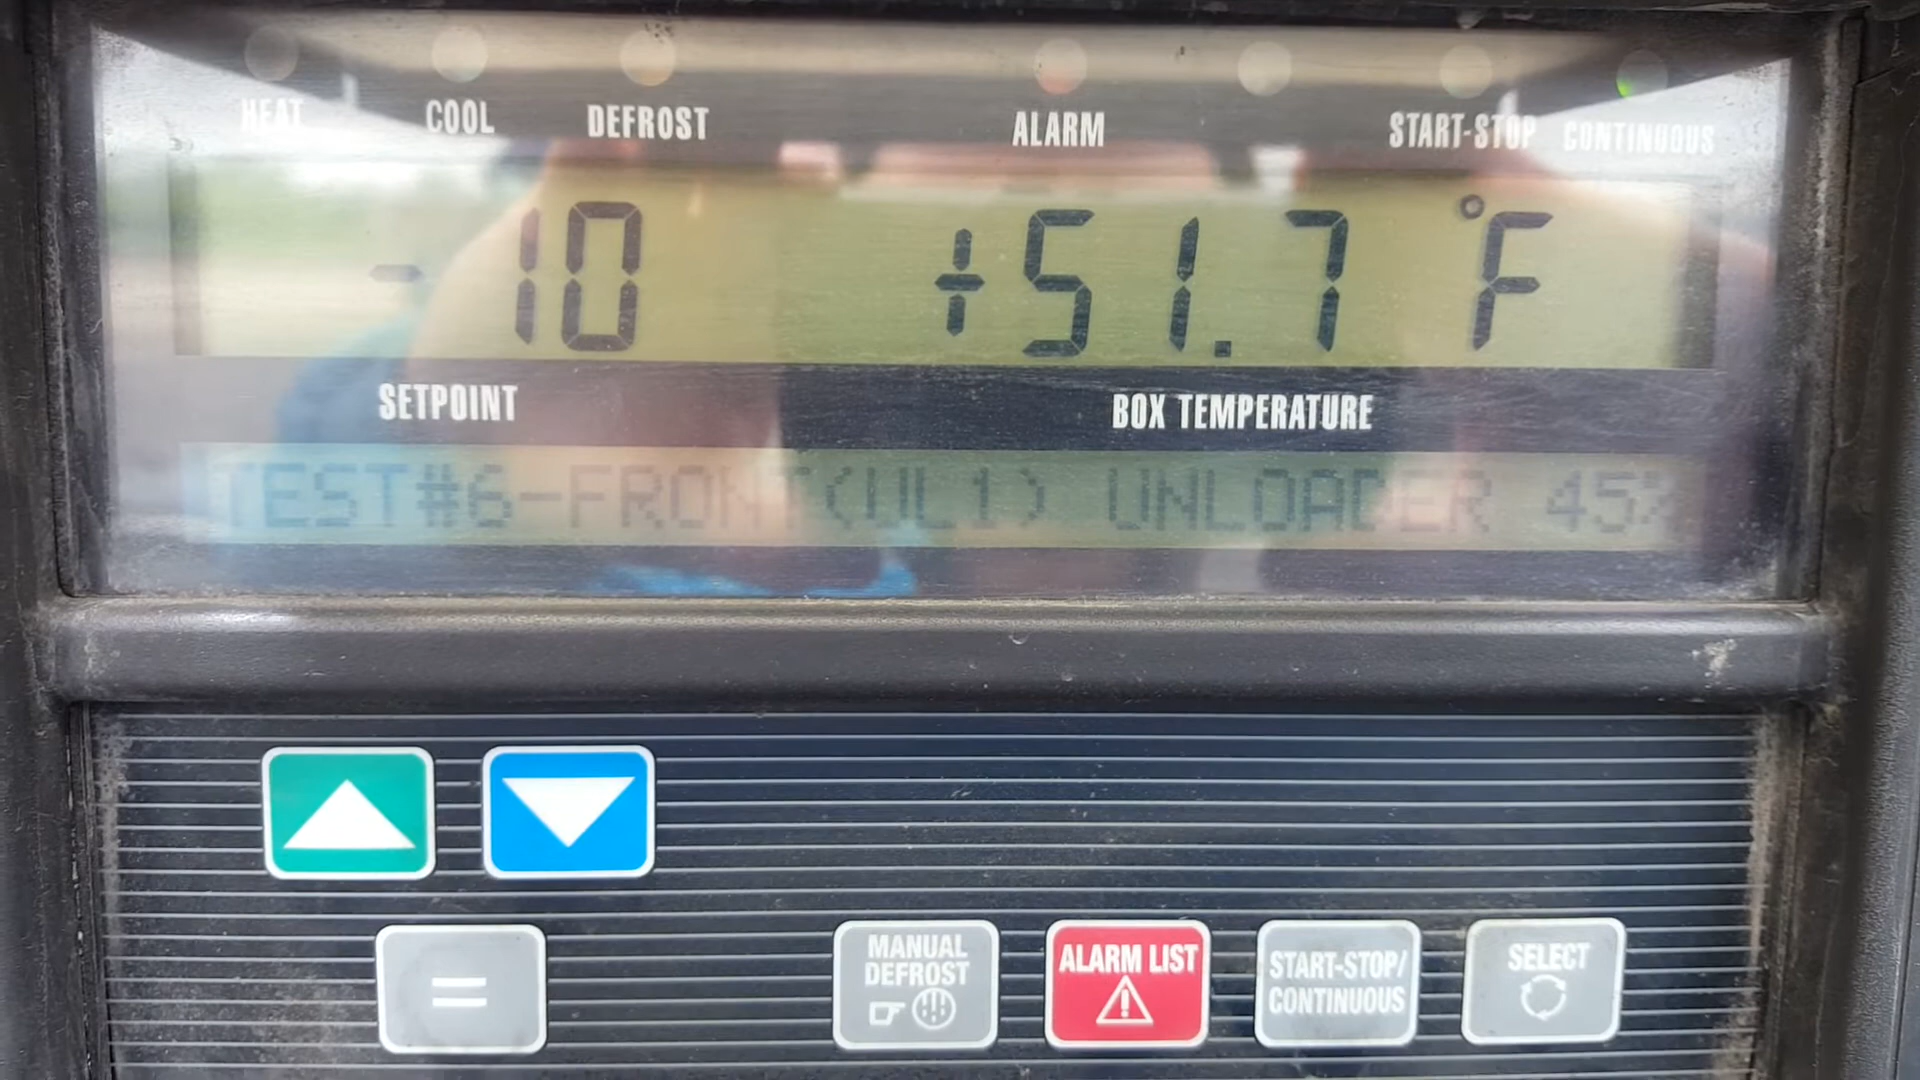 HEAT COOL DEFROST ALARM START-STOP CONTINUOUS
-10 +51.7 °F
SETPOINT BOX TEMPERATURE
TEST#6-FRONT(UL1) UNLOADER 45%
MANUAL DEFROST
ALARM LIST
START-STOP/
CONTINUOUS
SELECT
=